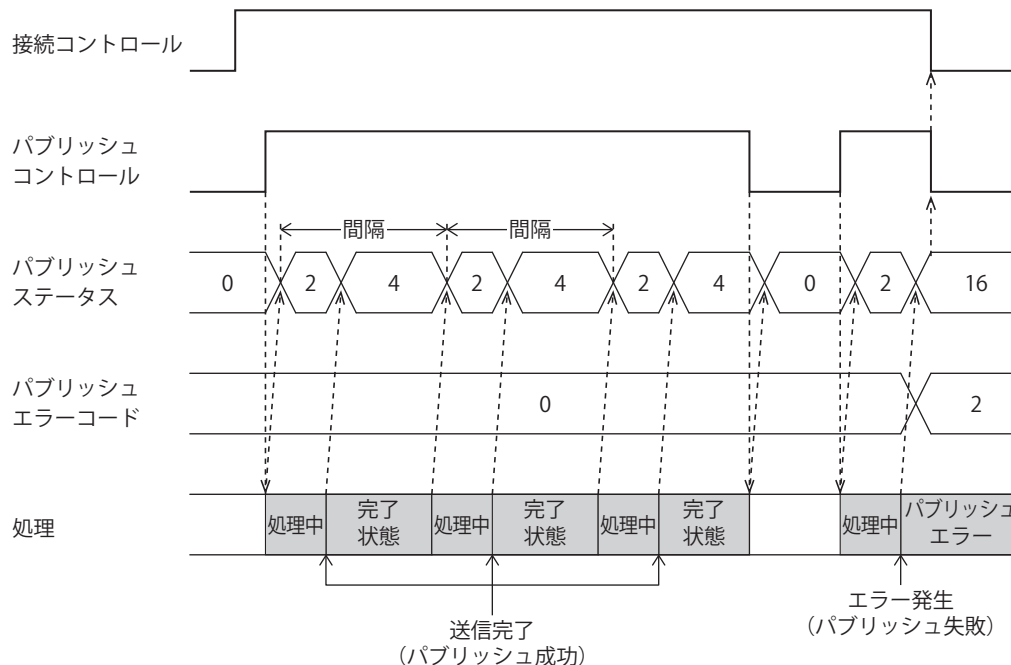 接続コントロール
パブリッシュ
コントロール
間隔 間隔
パブリッシュ
ステータス
0 2 4 2 4 2 4 0 2 16
パブリッシュ
エラーコード
0 2
処理
処理中 完了
状態 処理中 完了
状態 処理中 完了
状態 処理中 パブリッシュ
エラー
送信完了
(パブリッシュ成功)
エラー発生
(パブリッシュ失敗)